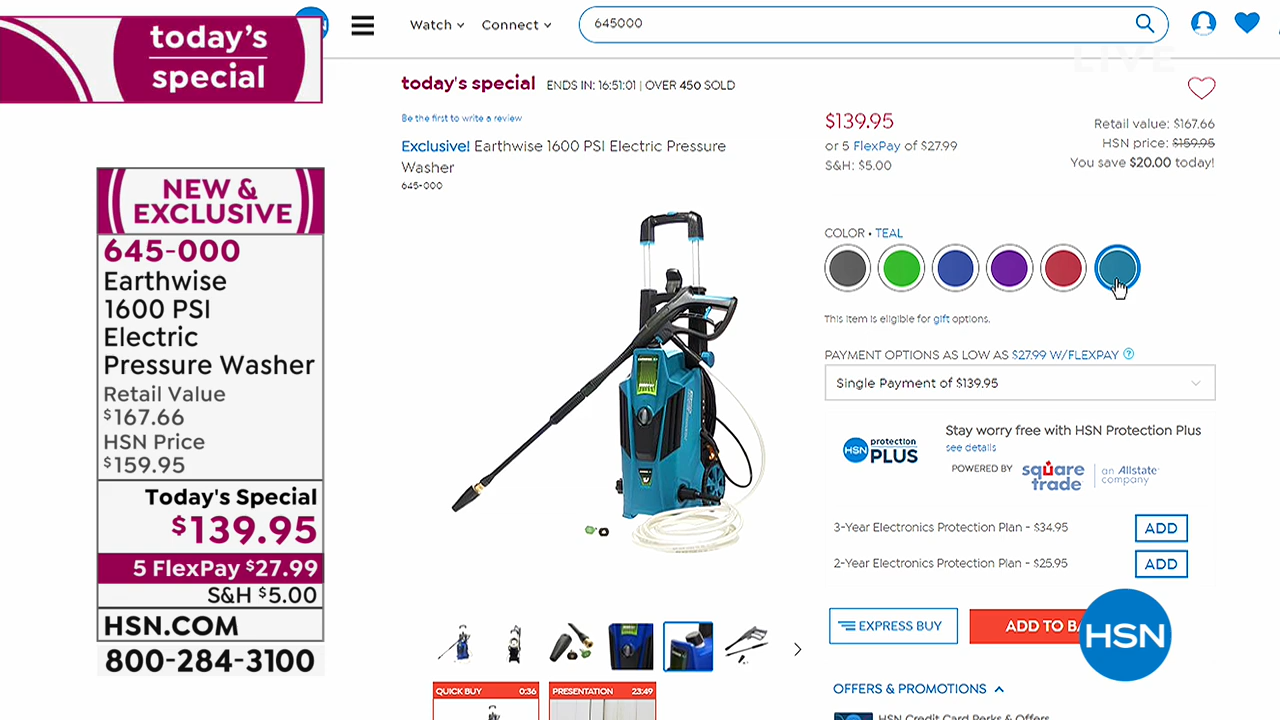 today's
special
HSN
Watch
Connect
645000
LIVE
today's special ENDS IN: 16:51:01 | OVER 450 SOLD
Be the first to write a review
Exclusive! Earthwise 1600 PSI Electric Pressure
Washer
645-000
$139.95
or 5 FlexPay of $27.99
S&H: $5.00
Retail value: $167.66
HSN price: $159.95
You save $20.00 today!
NEW &
EXCLUSIVE
645-000
Earthwise
1600 PSI
Electric
Pressure Washer
Retail Value
$167.66
HSN Price
$159.95
Today's Special
$139.95
5 FlexPay $27.99
S&H $5.00
HSN.COM
800-284-3100
COLOR • TEAL
This item is eligible for gift options.
PAYMENT OPTIONS AS LOW AS $27.99 W/FLEXPAY ?
Single Payment of $139.95
HSN protection PLUS
Stay worry free with HSN Protection Plus
see details
POWERED BY square trade | an Allstate company
3-Year Electronics Protection Plan - $34.95 ADD
2-Year Electronics Protection Plan - $25.95 ADD
EXPRESS BUY
ADD TO BA
HSN
QUICK BUY 0:36
PRESENTATION 23:49
OFFERS & PROMOTIONS
HSN Credit Card Perks & Offers